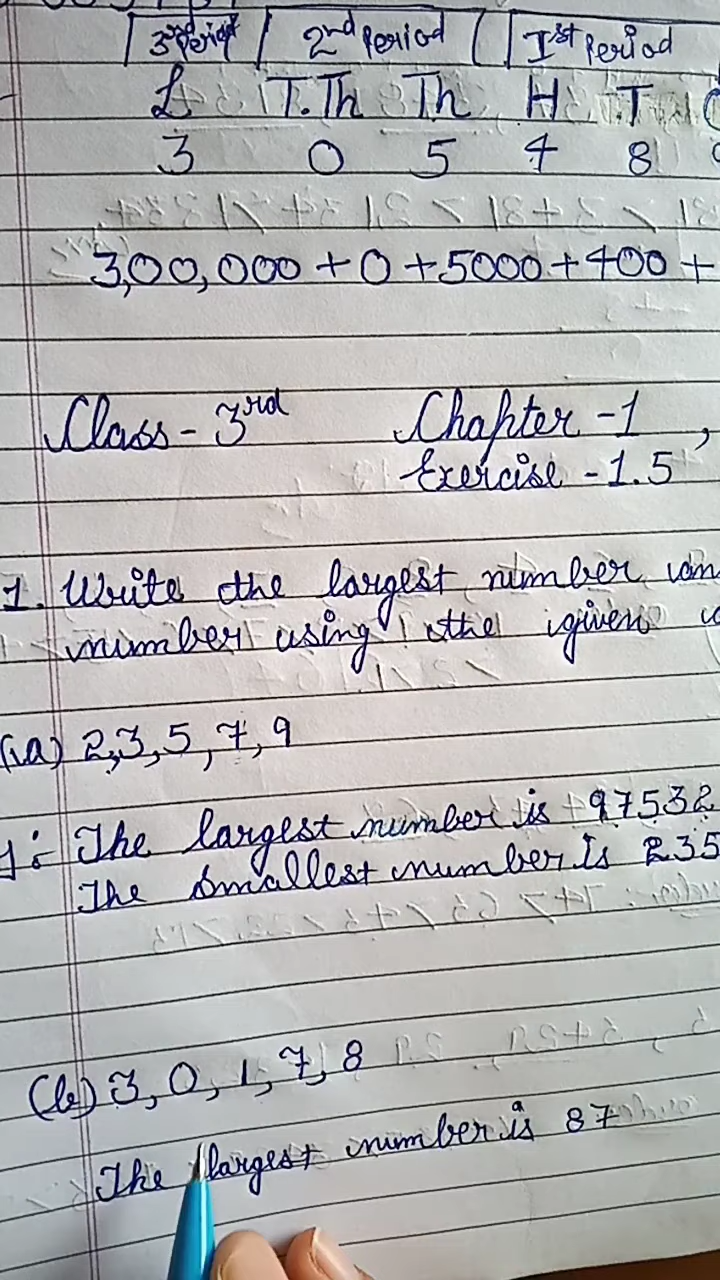 3rd Period 2nd Period Ist Period
L T.Th Th H T
3 0 5 4 8
3,00,000 + 0 + 5000 + 400 +
Class - 3rd Chapter - 1,
Exercise - 1.5
1. Write the largest number
number using the given
(a) 2,3,5,7,9
The largest number is 97532
The smallest number is 235
(b) 3,0,1,7,8
The largest number is 87